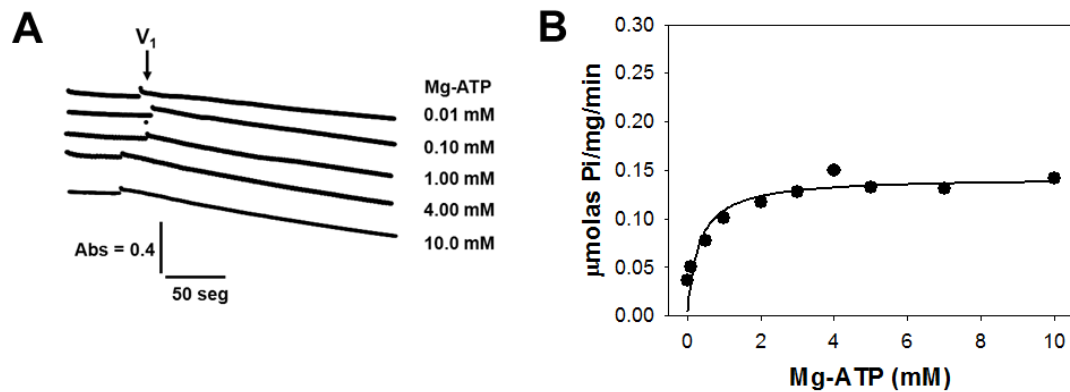 A
V1
Mg-ATP
0.01 mM
0.10 mM
1.00 mM
4.00 mM
10.0 mM
Abs = 0.4
50 seg
B
µmolas Pi/mg/min
0.30
0.25
0.20
0.15
0.10
0.05
0.00
0 2 4 6 8 10
Mg-ATP (mM)